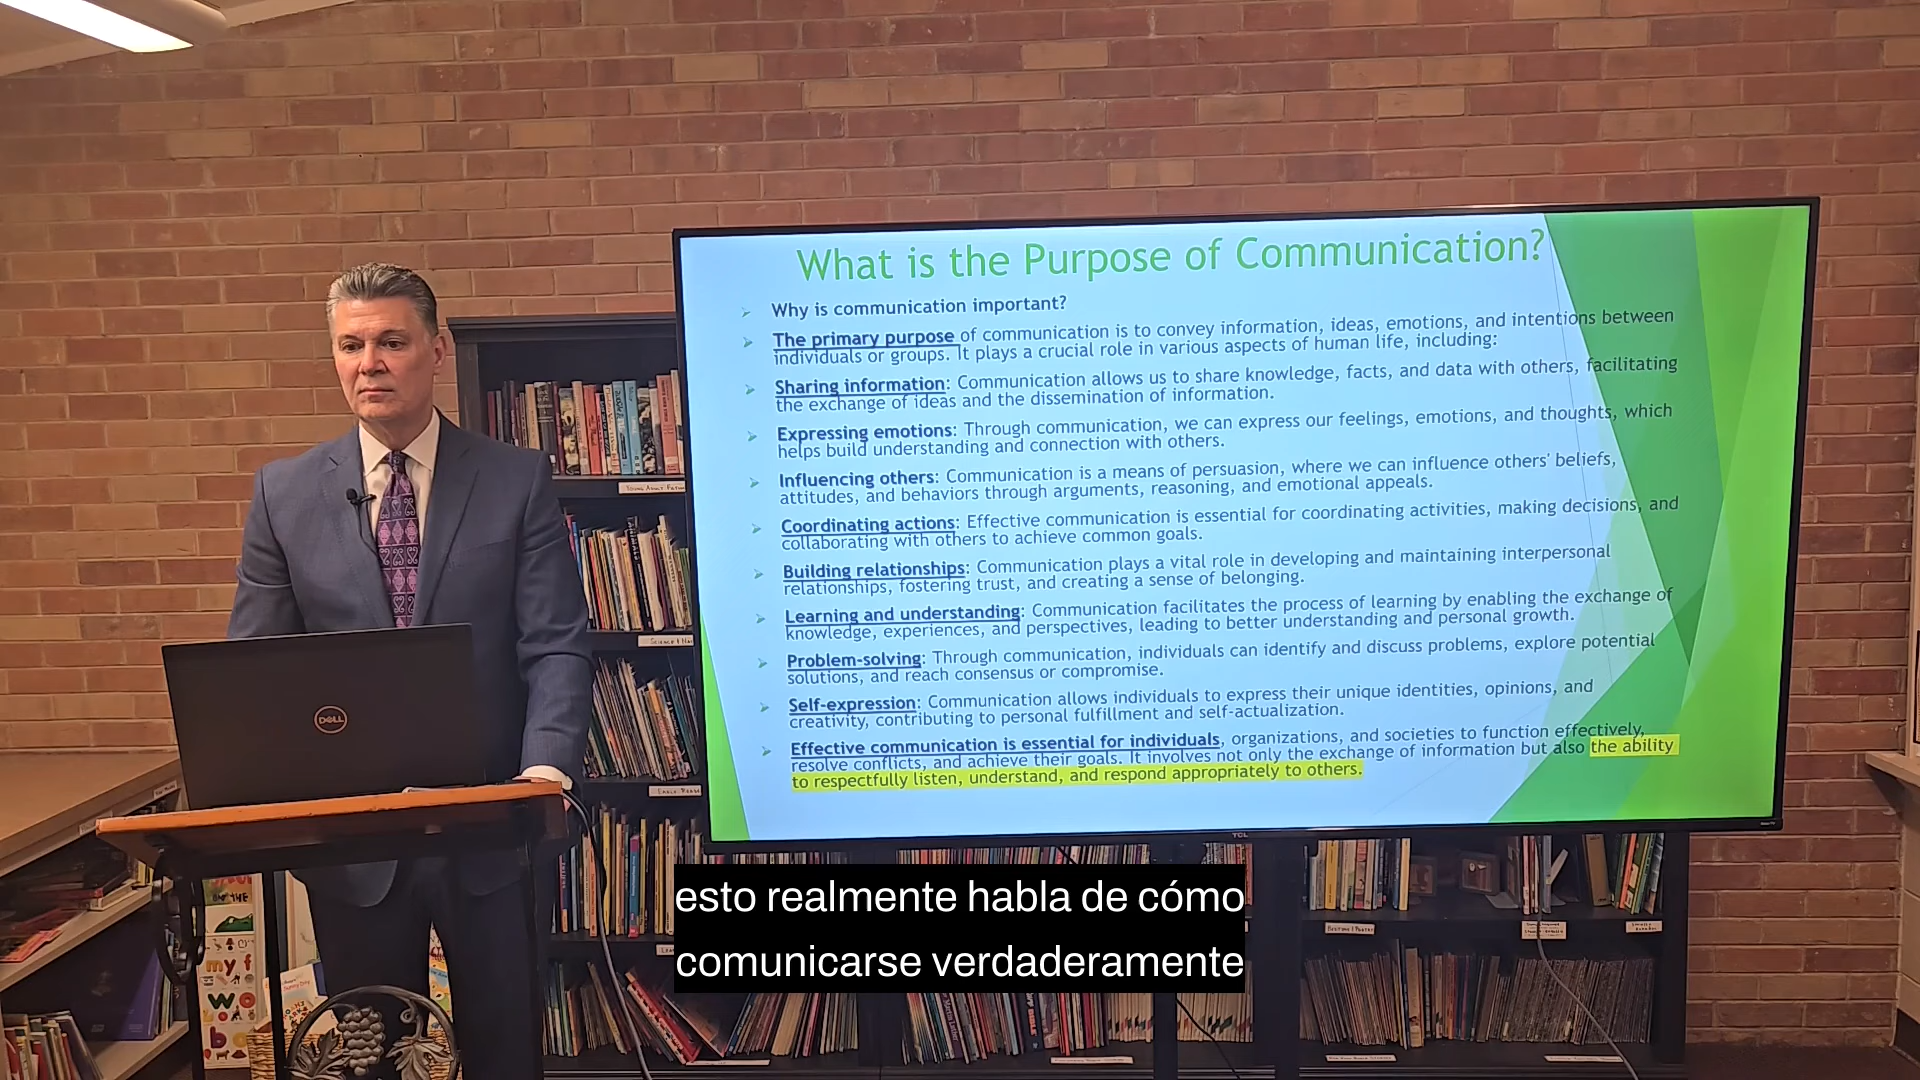 What is the Purpose of Communication?
Why is communication important?
The primary purpose of communication is to convey information, ideas, emotions, and intentions between
individuals or groups. It plays a crucial role in various aspects of human life, including:
Sharing information: Communication allows us to share knowledge, facts, and data with others, facilitating
the exchange of ideas and the dissemination of information.
Expressing emotions: Through communication, we can express our feelings, emotions, and thoughts, which
helps build understanding and connection with others.
Influencing others: Communication is a means of persuasion, where we can influence others' beliefs,
attitudes, and behaviors through arguments, reasoning, and emotional appeals.
Coordinating actions: Effective communication is essential for coordinating activities, making decisions, and
collaborating with others to achieve common goals.
Building relationships: Communication plays a vital role in developing and maintaining interpersonal
relationships, fostering trust, and creating a sense of belonging.
Learning and understanding: Communication facilitates the process of learning by enabling the exchange of
knowledge, experiences, and perspectives, leading to better understanding and personal growth.
Problem-solving: Through communication, individuals can identify and discuss problems, explore potential
solutions, and reach consensus or compromise.
Self-expression: Communication allows individuals to express their unique identities, opinions, and
creativity, contributing to personal fulfillment and self-actualization.
Effective communication is essential for individuals, organizations, and societies to function effectively,
resolve conflicts, and achieve their goals. It involves not only the exchange of information but also the ability
to respectfully listen, understand, and respond appropriately to others.
TCL
DELL
my f
wo
esto realmente habla de cómo
comunicarse verdaderamente